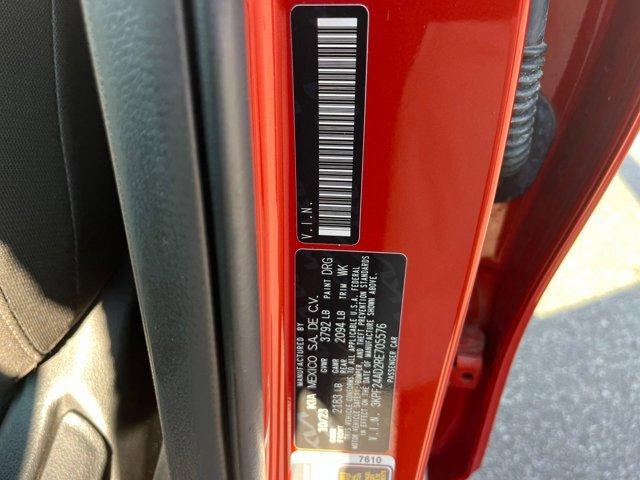 V.I.N.
MANUFACTURED BY
KIA MEXICO S.A. DE C.V.
10/23 GVWR 3792 LB PAINT DRG
GAWR FRONT 2183 LB GAWR REAR 2094 LB TRIM WK
THIS VEHICLE CONFORMS TO ALL APPLICABLE U.S.A. FEDERAL
MOTOR VEHICLE SAFETY, BUMPER, AND THEFT PREVENTION STANDARDS
IN EFFECT ON THE DATE OF MANUFACTURE SHOWN ABOVE.
V.I.N. 3KPF24AD2RE705576
PASSENGER CAR
7610